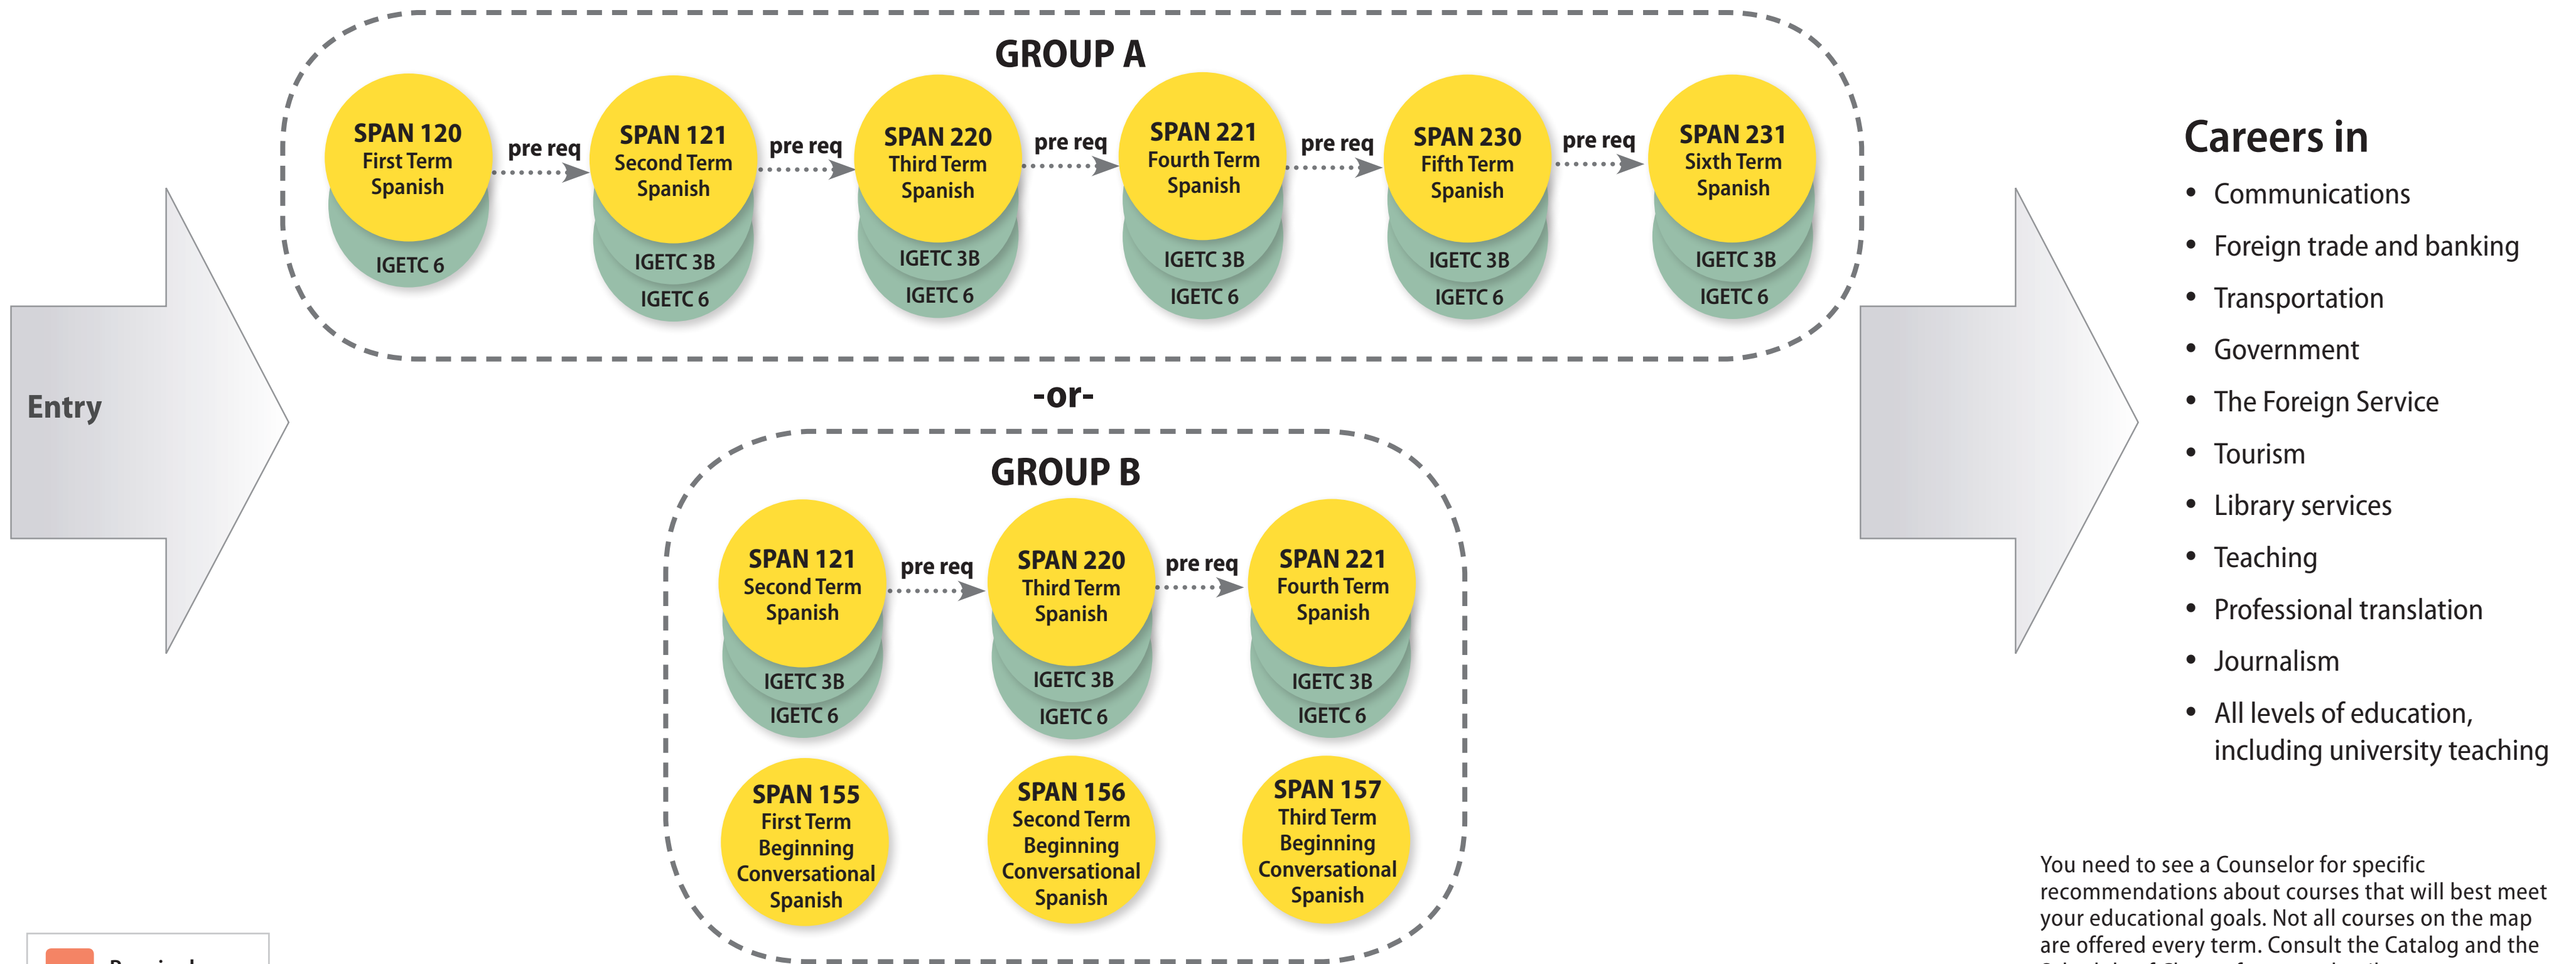 GROUP A
SPAN 120
First Term
Spanish
IGETC 6
pre req
SPAN 121
Second Term
Spanish
IGETC 3B
IGETC 6
pre req
SPAN 220
Third Term
Spanish
IGETC 3B
IGETC 6
pre req
SPAN 221
Fourth Term
Spanish
IGETC 3B
IGETC 6
pre req
SPAN 230
Fifth Term
Spanish
IGETC 3B
IGETC 6
pre req
SPAN 231
Sixth Term
Spanish
IGETC 3B
IGETC 6
Entry
-or-
GROUP B
SPAN 121
Second Term
Spanish
IGETC 3B
IGETC 6
pre req
SPAN 220
Third Term
Spanish
IGETC 3B
IGETC 6
pre req
SPAN 221
Fourth Term
Spanish
IGETC 3B
IGETC 6
SPAN 155
First Term
Beginning
Conversational
Spanish
SPAN 156
Second Term
Beginning
Conversational
Spanish
SPAN 157
Third Term
Beginning
Conversational
Spanish
Careers in
• Communications
• Foreign trade and banking
• Transportation
• Government
• The Foreign Service
• Tourism
• Library services
• Teaching
• Professional translation
• Journalism
• All levels of education,
including university teaching
You need to see a Counselor for specific
recommendations about courses that will best meet
your educational goals. Not all courses on the map
are offered every term. Consult the Catalog and the